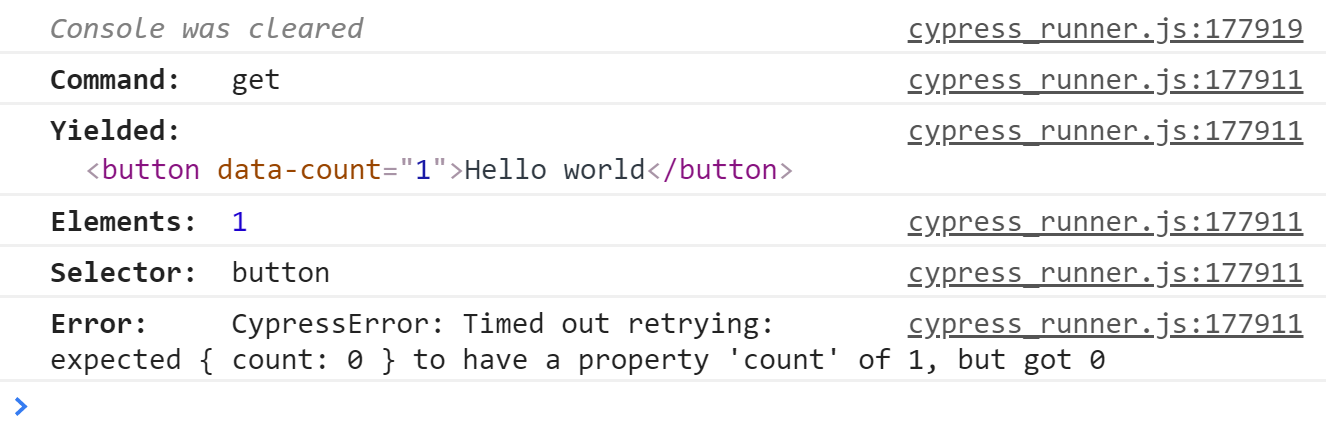 Console was cleared cypress_runner.js:177919
Command: get cypress_runner.js:177911
Yielded: cypress_runner.js:177911
<button data-count="1">Hello world</button>
Elements: 1 cypress_runner.js:177911
Selector: button cypress_runner.js:177911
Error: CypressError: Timed out retrying: cypress_runner.js:177911
expected { count: 0 } to have a property 'count' of 1, but got 0